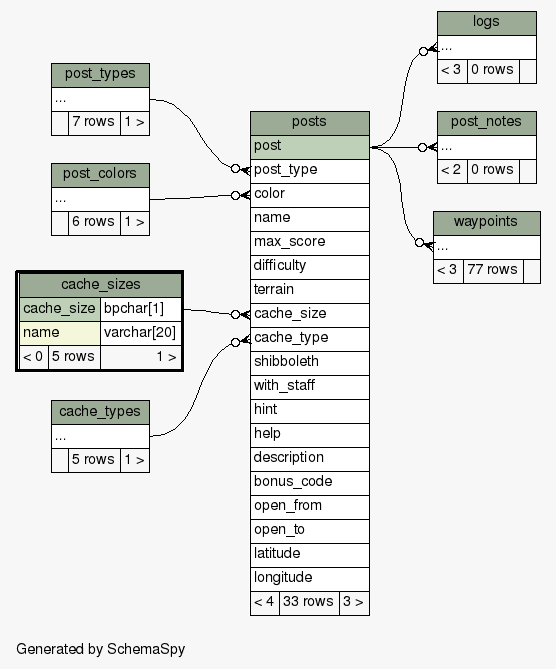 logs
...
< 3 0 rows
post_types
...
7 rows 1 >
post_notes
...
< 2 0 rows
post_colors
...
6 rows 1 >
waypoints
...
< 3 77 rows
cache_sizes
cache_size bpchar[1]
name varchar[20]
< 0 5 rows 1 >
cache_types
...
5 rows 1 >
posts
post
post_type
color
name
max_score
difficulty
terrain
cache_size
cache_type
shibboleth
with_staff
hint
help
description
bonus_code
open_from
open_to
latitude
longitude
< 4 33 rows 3 >
Generated by SchemaSpy